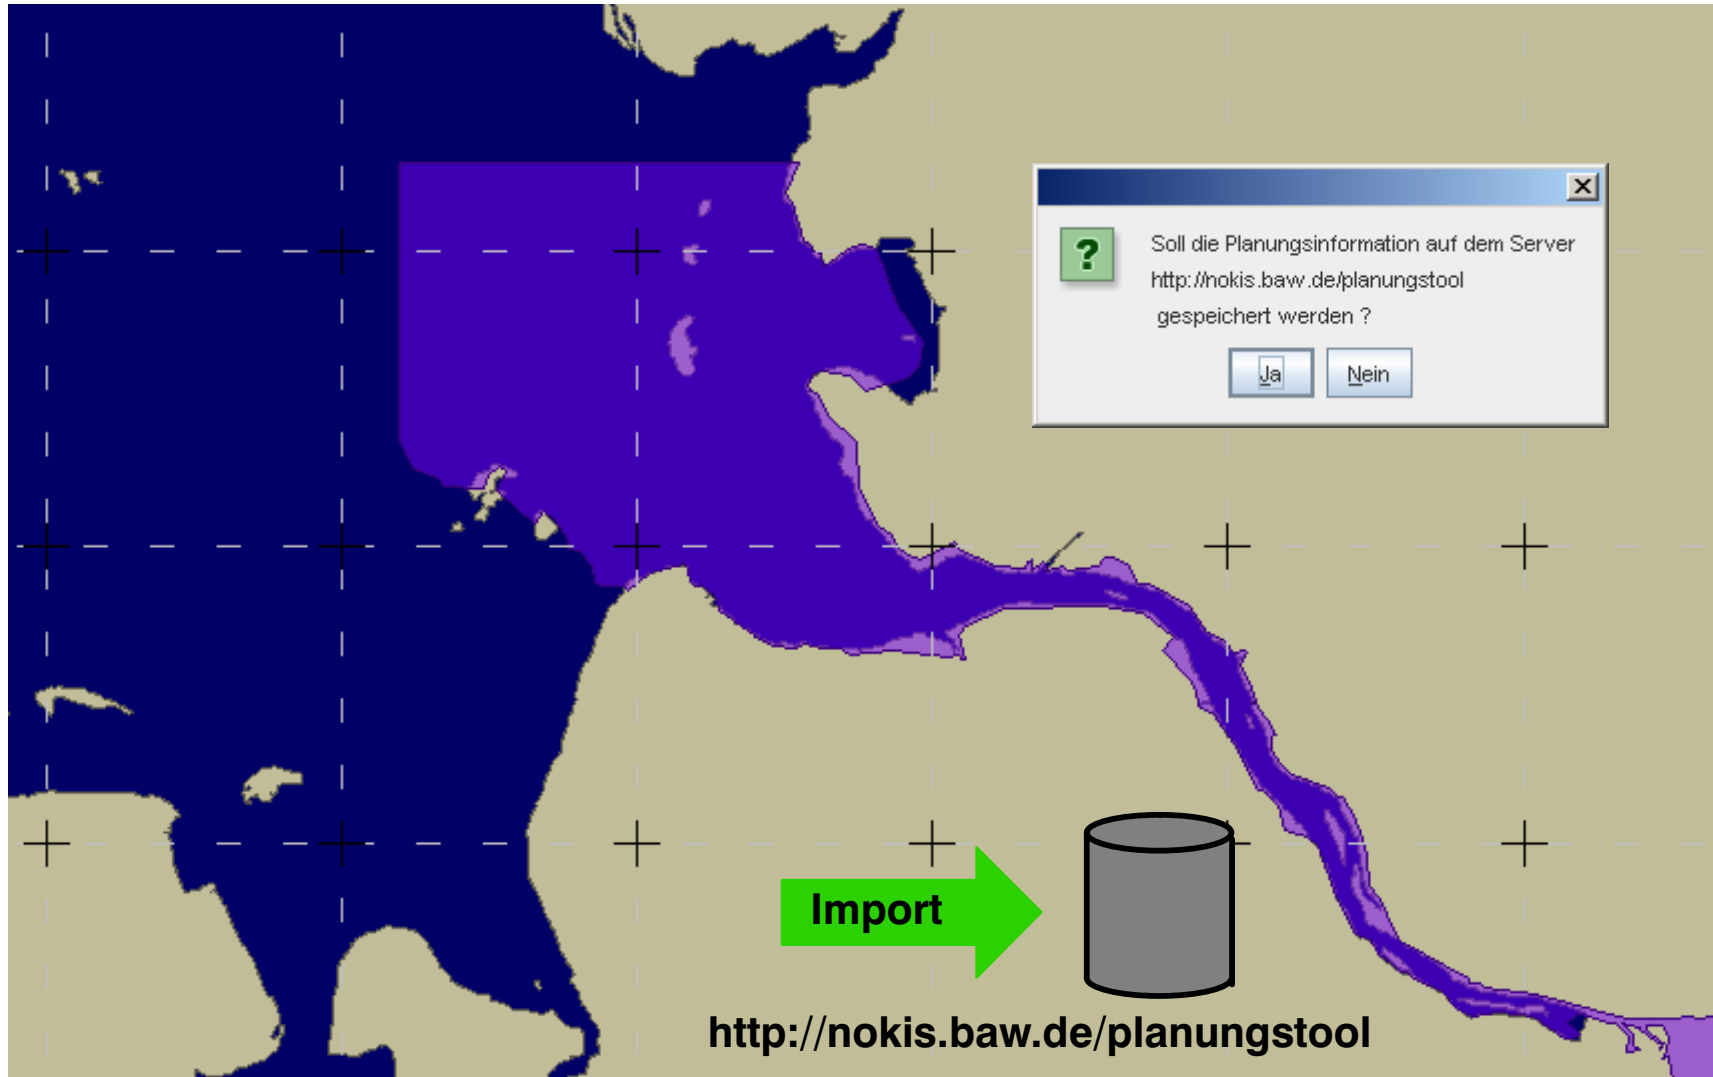 Soll die Planungsinformation auf dem Server
http://nokis.baw.de/planungstool
gespeichert werden ?
Ja
Nein
Import
http://nokis.baw.de/planungstool